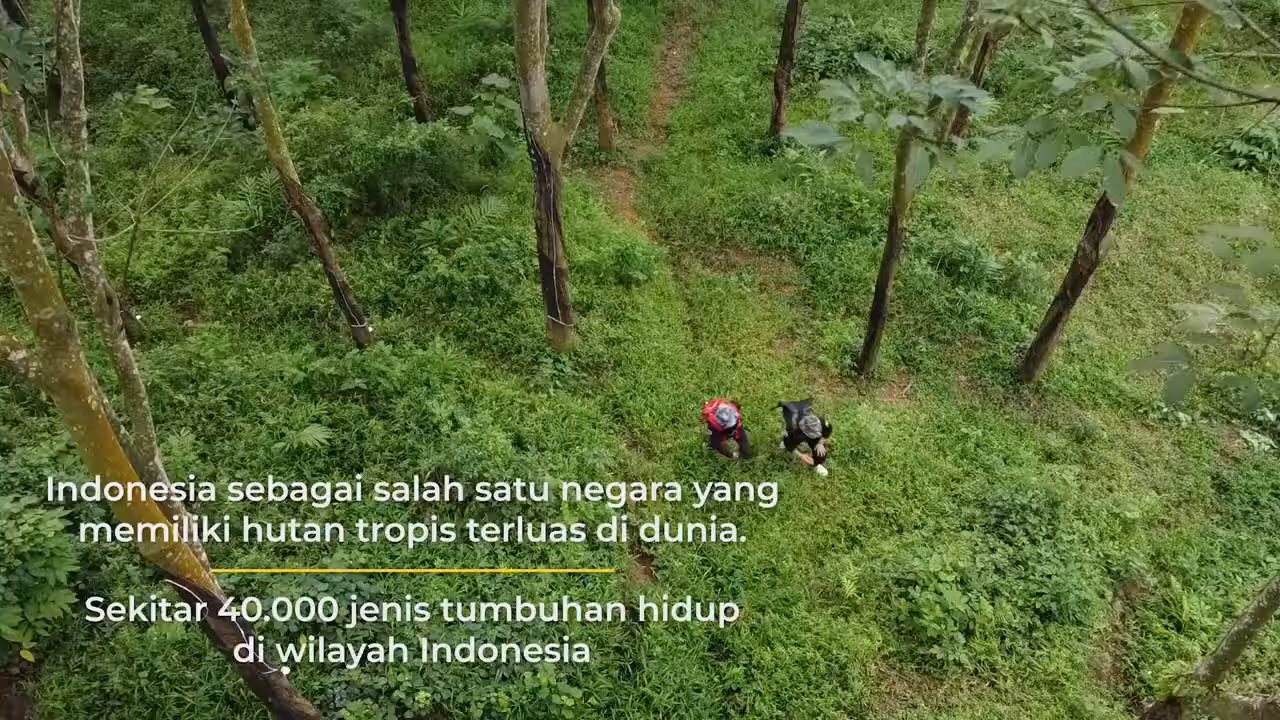 Indonesia sebagai salah satu negara yang
memiliki hutan tropis terluas di dunia.
Sekitar 40.000 jenis tumbuhan hidup
di wilayah Indonesia